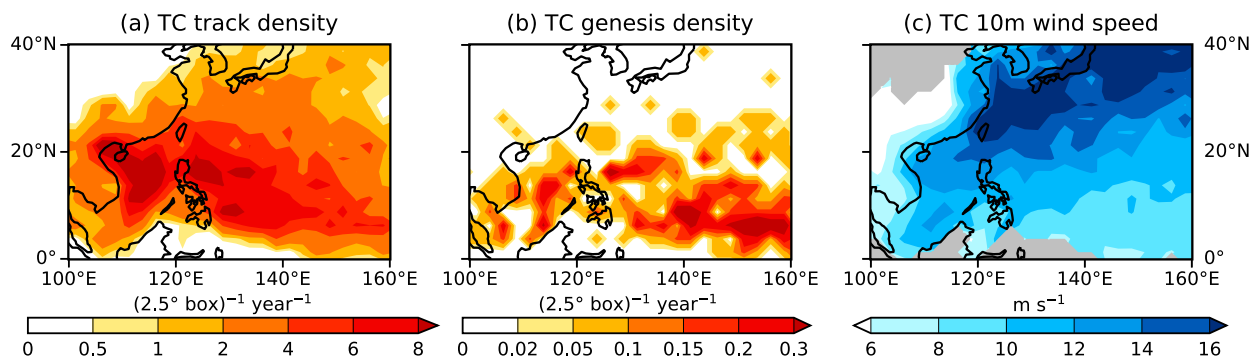 (a) TC track density
(b) TC genesis density
(c) TC 10m wind speed
40°N
20°N
0°
100°E
120°E
140°E
160°E
100°E
120°E
140°E
160°E
40°N
20°N
0°
100°E
120°E
140°E
160°E
(2.5° box)⁻¹ year⁻¹
(2.5° box)⁻¹ year⁻¹
m s⁻¹
0 0.5 1 2 4 6 8
0 0.02 0.05 0.1 0.15 0.2 0.3
6 8 10 12 14 16